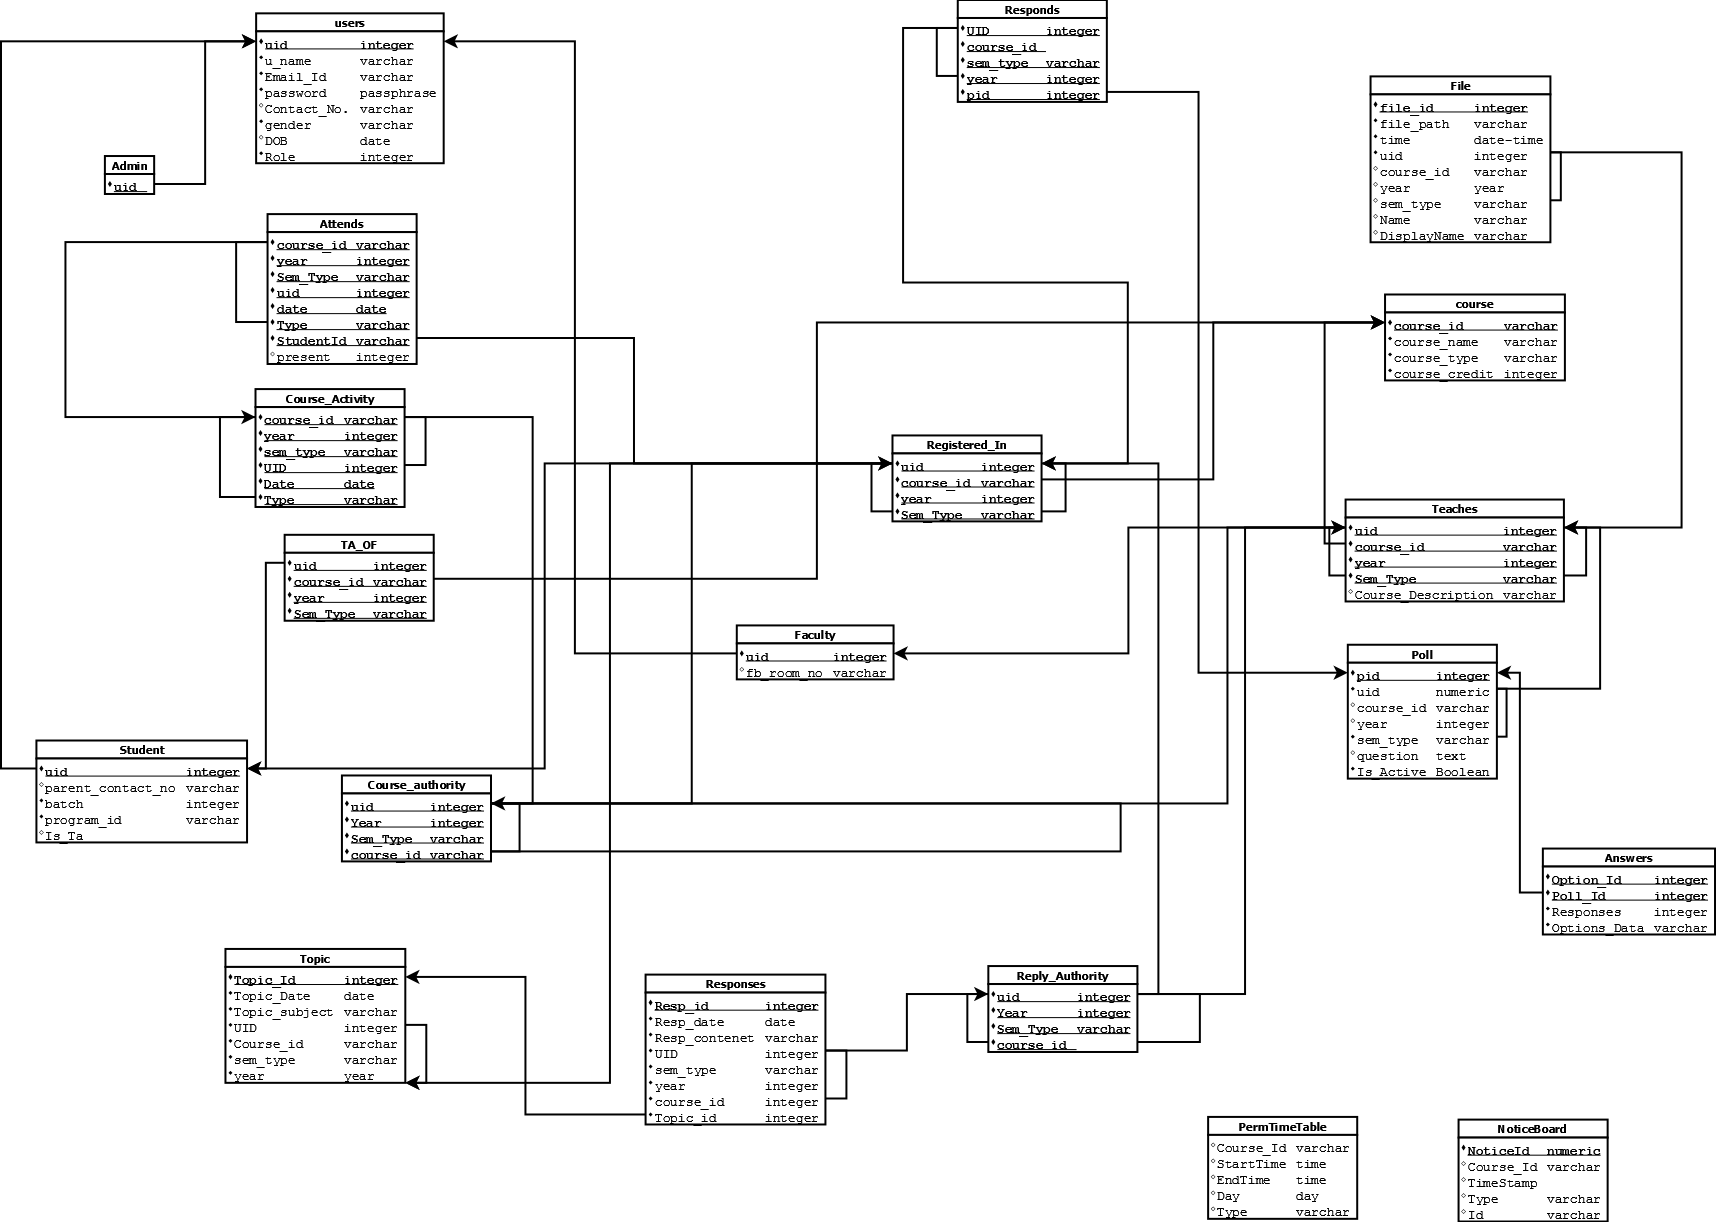 users
uid integer
u_name varchar
Email_Id varchar
password passphrase
Contact_No. varchar
gender varchar
DOB date
Role integer
Responds
UID integer
course_id
sem_type varchar
year integer
pid integer
File
file_id integer
file_path varchar
time date-time
uid integer
course_id varchar
year year
sem_type varchar
Name varchar
DisplayName varchar
Admin
uid
Attends
course_id varchar
year integer
Sem_Type varchar
uid integer
date date
Type varchar
StudentId varchar
present integer
course
course_id varchar
course_name varchar
course_type varchar
course_credit integer
Course_Activity
course_id varchar
year integer
sem_type varchar
UID integer
Date date
Type varchar
Registered_In
uid integer
course_id varchar
year integer
Sem_Type varchar
Teaches
uid integer
course_id varchar
year integer
Sem_Type varchar
Course_Description varchar
TA_OF
uid integer
course_id varchar
year integer
Sem_Type varchar
Faculty
uid integer
fb_room_no varchar
Poll
pid integer
uid numeric
course_id varchar
year integer
sem_type varchar
question text
Is_Active Boolean
Student
uid integer
parent_contact_no varchar
batch integer
program_id varchar
Is_Ta
Course_authority
uid integer
Year integer
Sem_Type varchar
course_id varchar
Answers
Option_Id integer
Poll_Id integer
Responses integer
Options_Data varchar
Topic
Topic_Id integer
Topic_Date date
Topic_subject varchar
UID integer
Course_id varchar
sem_type varchar
year year
Responses
Resp_id integer
Resp_date date
Resp_contenet varchar
UID integer
sem_type varchar
year integer
course_id integer
Topic_id integer
Reply_Authority
uid integer
Year integer
Sem_Type varchar
course_id
PermTimeTable
Course_Id varchar
StartTime time
EndTime time
Day day
Type varchar
NoticeBoard
NoticeId numeric
Course_Id varchar
TimeStamp
Type varchar
Id varchar